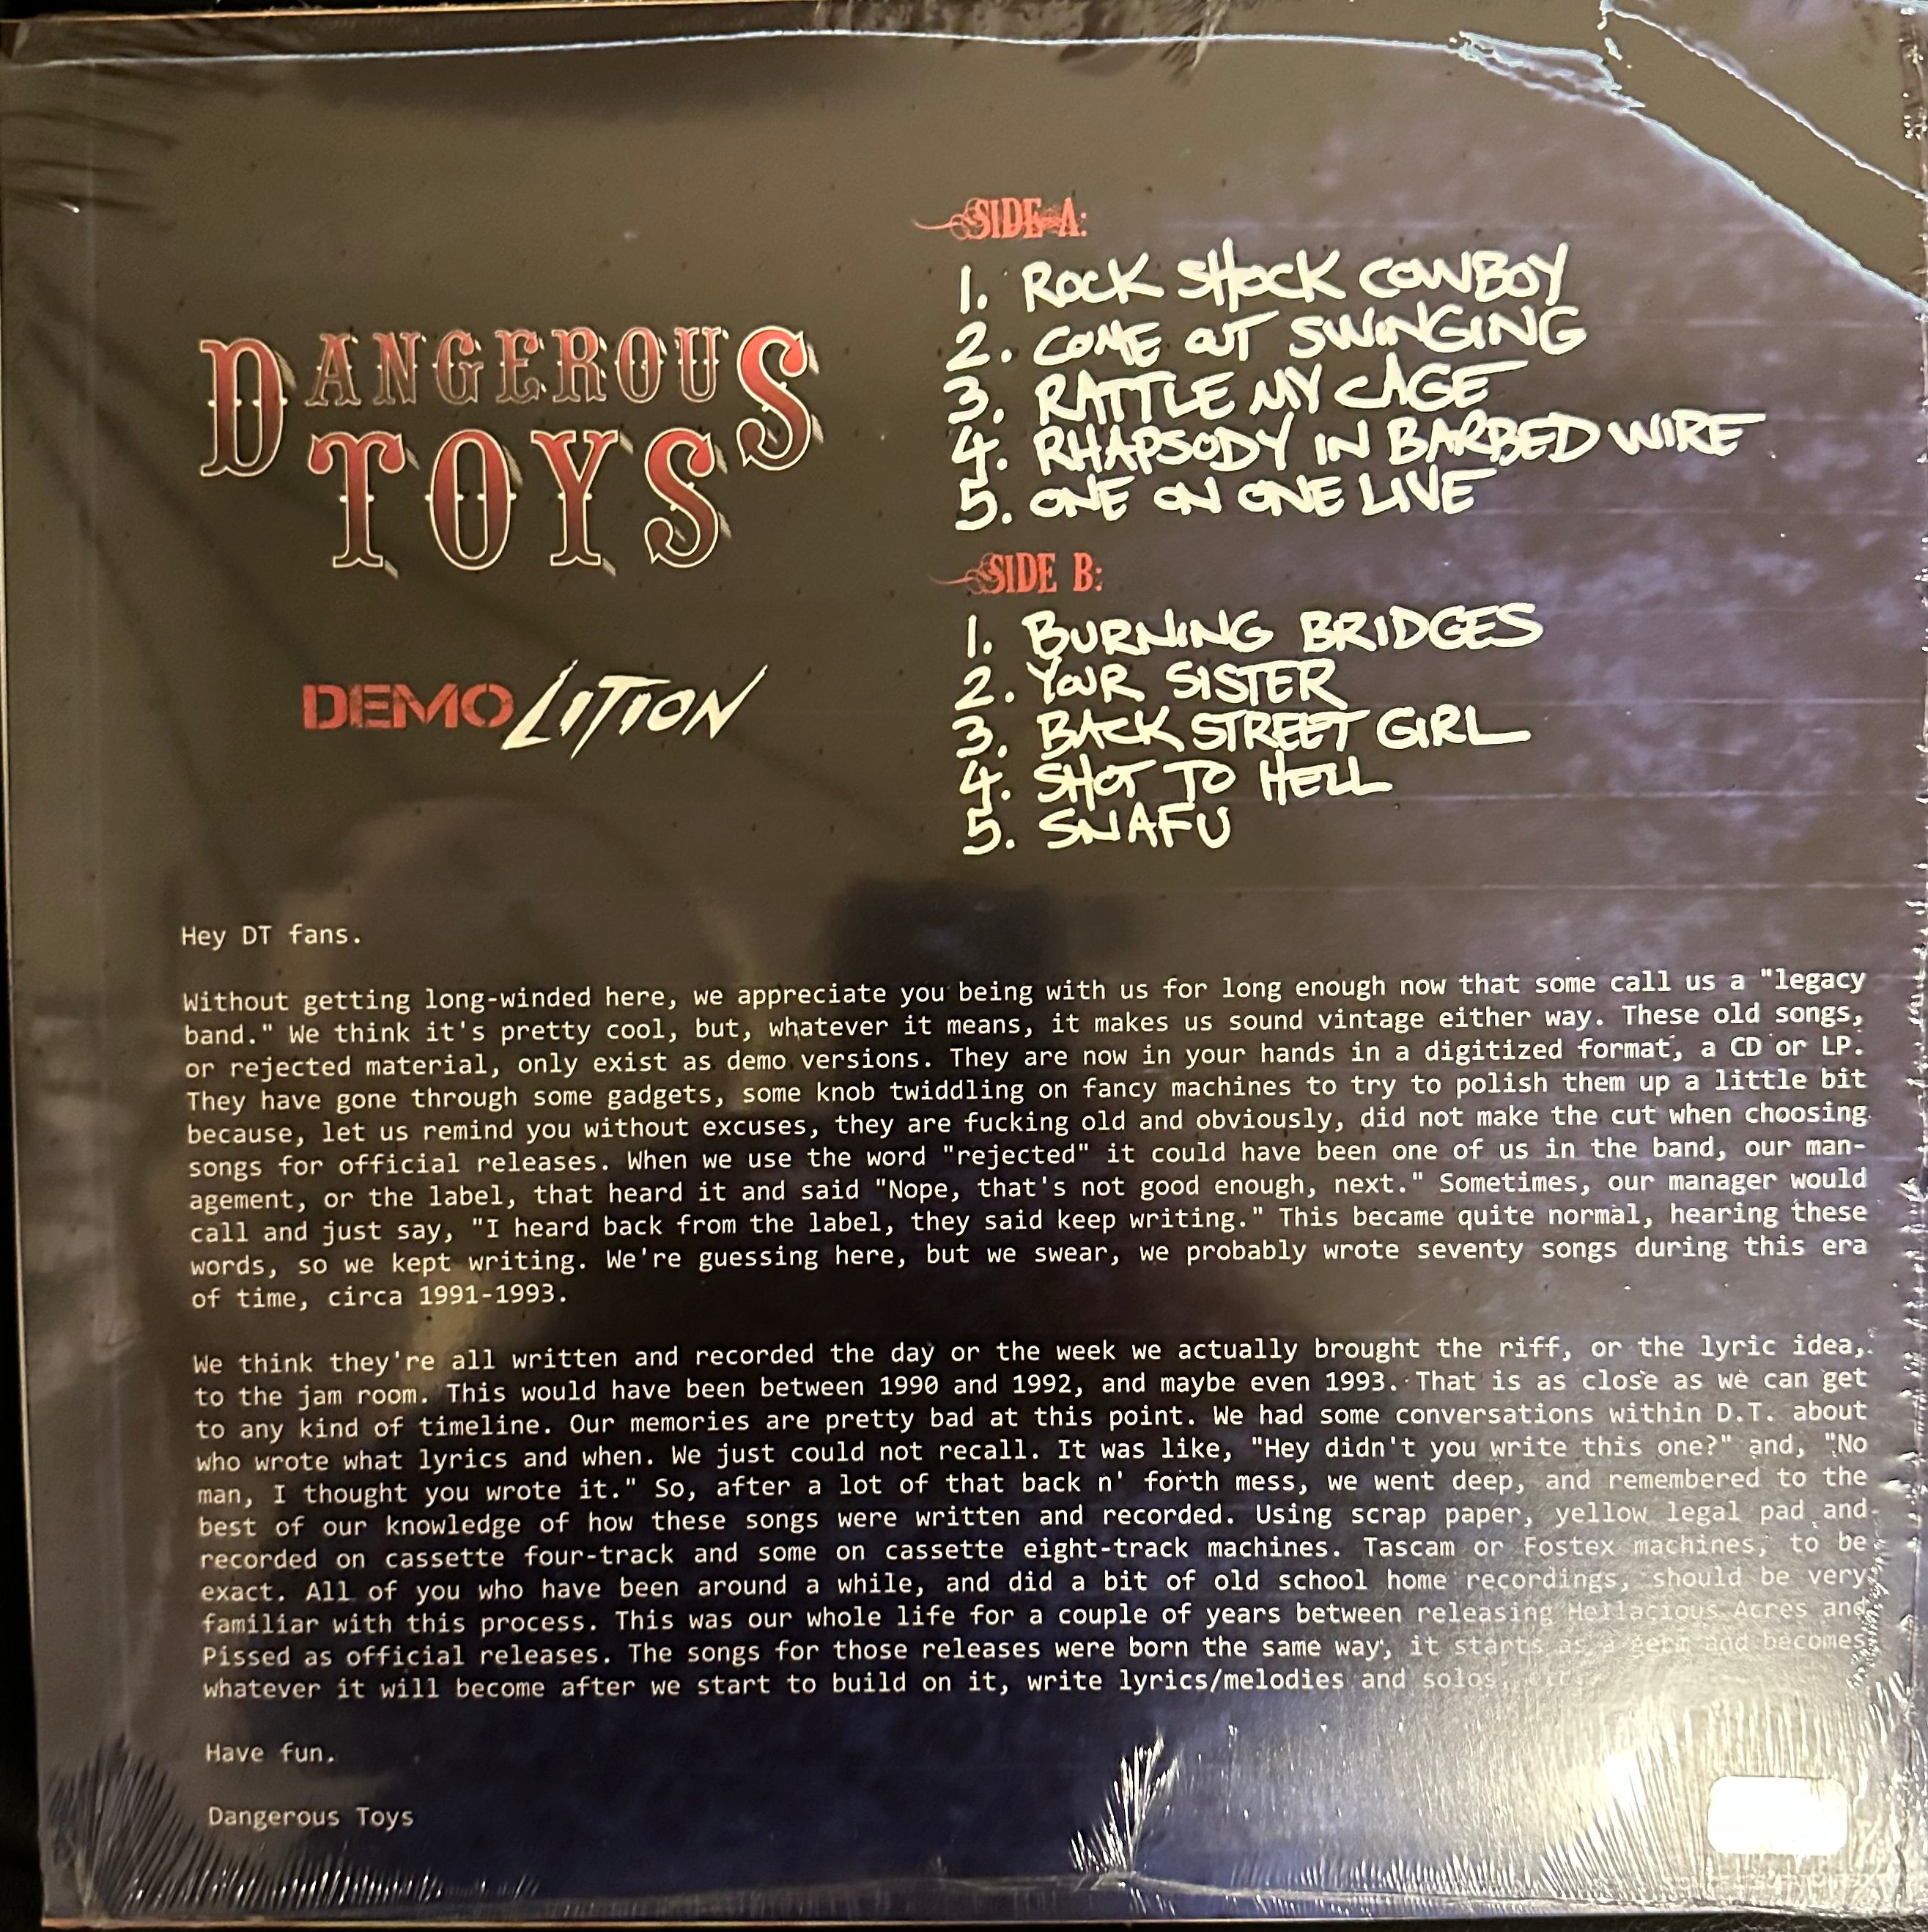 DANGEROUS
TOYS
DEMOLITION
SIDE A:
1. ROCK SHOCK COWBOY
2. COME OUT SWINGING
3. RATTLE MY CAGE
4. RHAPSODY IN BARBED WIRE
5. ONE ON ONE LIVE
SIDE B:
1. BURNING BRIDGES
2. YOUR SISTER
3. BACK STREET GIRL
4. SHOT TO HELL
5. SNAFU
Hey DT fans.
Without getting long-winded here, we appreciate you being with us for long enough now that some call us a "legacy
band." We think it's pretty cool, but, whatever it means, it makes us sound vintage either way. These old songs,
or rejected material, only exist as demo versions. They are now in your hands in a digitized format, a CD or LP.
They have gone through some gadgets, some knob twiddling on fancy machines to try to polish them up a little bit
because, let us remind you without excuses, they are fucking old and obviously, did not make the cut when choosing
songs for official releases. When we use the word "rejected" it could have been one of us in the band, our man-
agement, or the label, that heard it and said "Nope, that's not good enough, next." Sometimes, our manager would
call and just say, "I heard back from the label, they said keep writing." This became quite normal, hearing these
words, so we kept writing. We're guessing here, but we swear, we probably wrote seventy songs during this era
of time, circa 1991-1993.
We think they're all written and recorded the day or the week we actually brought the riff, or the lyric idea,
to the jam room. This would have been between 1990 and 1992, and maybe even 1993. That is as close as we can get
to any kind of timeline. Our memories are pretty bad at this point. We had some conversations within D.T. about
who wrote what lyrics and when. We just could not recall. It was like, "Hey didn't you write this one?" and, "No
man, I thought you wrote it." So, after a lot of that back n' forth mess, we went deep, and remembered to the
best of our knowledge of how these songs were written and recorded. Using scrap paper, yellow legal pad and
recorded on cassette four-track and some on cassette eight-track machines. Tascam or Fostex machines, to be
exact. All of you who have been around a while, and did a bit of old school home recordings, should be very
familiar with this process. This was our whole life for a couple of years between releasing Hellacious Acres and
Pissed as official releases. The songs for those releases were born the same way, it starts as a germ and becomes
whatever it will become after we start to build on it, write lyrics/melodies and solos, etc.
Have fun.
Dangerous Toys